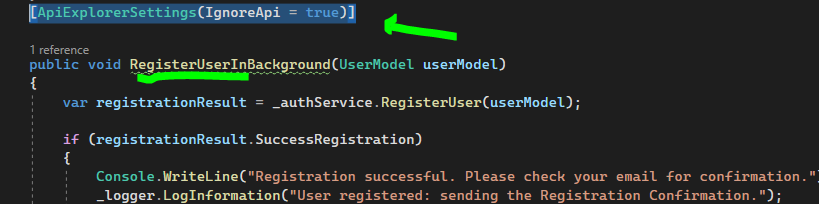 [ApiExplorerSettings(IgnoreApi = true)]
1 reference
public void RegisterUserInBackground(UserModel userModel)
{
var registrationResult = _authService.RegisterUser(userModel);
if (registrationResult.SuccessRegistration)
{
Console.WriteLine("Registration successful. Please check your email for confirmation.")
_logger.LogInformation("User registered: sending the Registration Confirmation.");